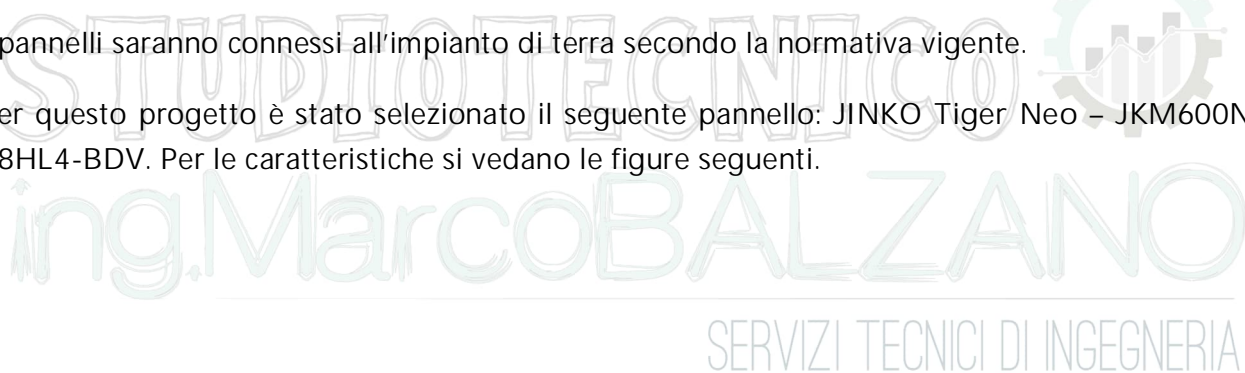 STUDIOTECNICO
pannelli saranno connessi all'impianto di terra secondo la normativa vigente.
er questo progetto è stato selezionato il seguente pannello: JINKO Tiger Neo – JKM600N
8HL4-BDV. Per le caratteristiche si vedano le figure seguenti.
ing.MarcoBALZANO
SERVIZI TECNICI DI INGEGNERIA